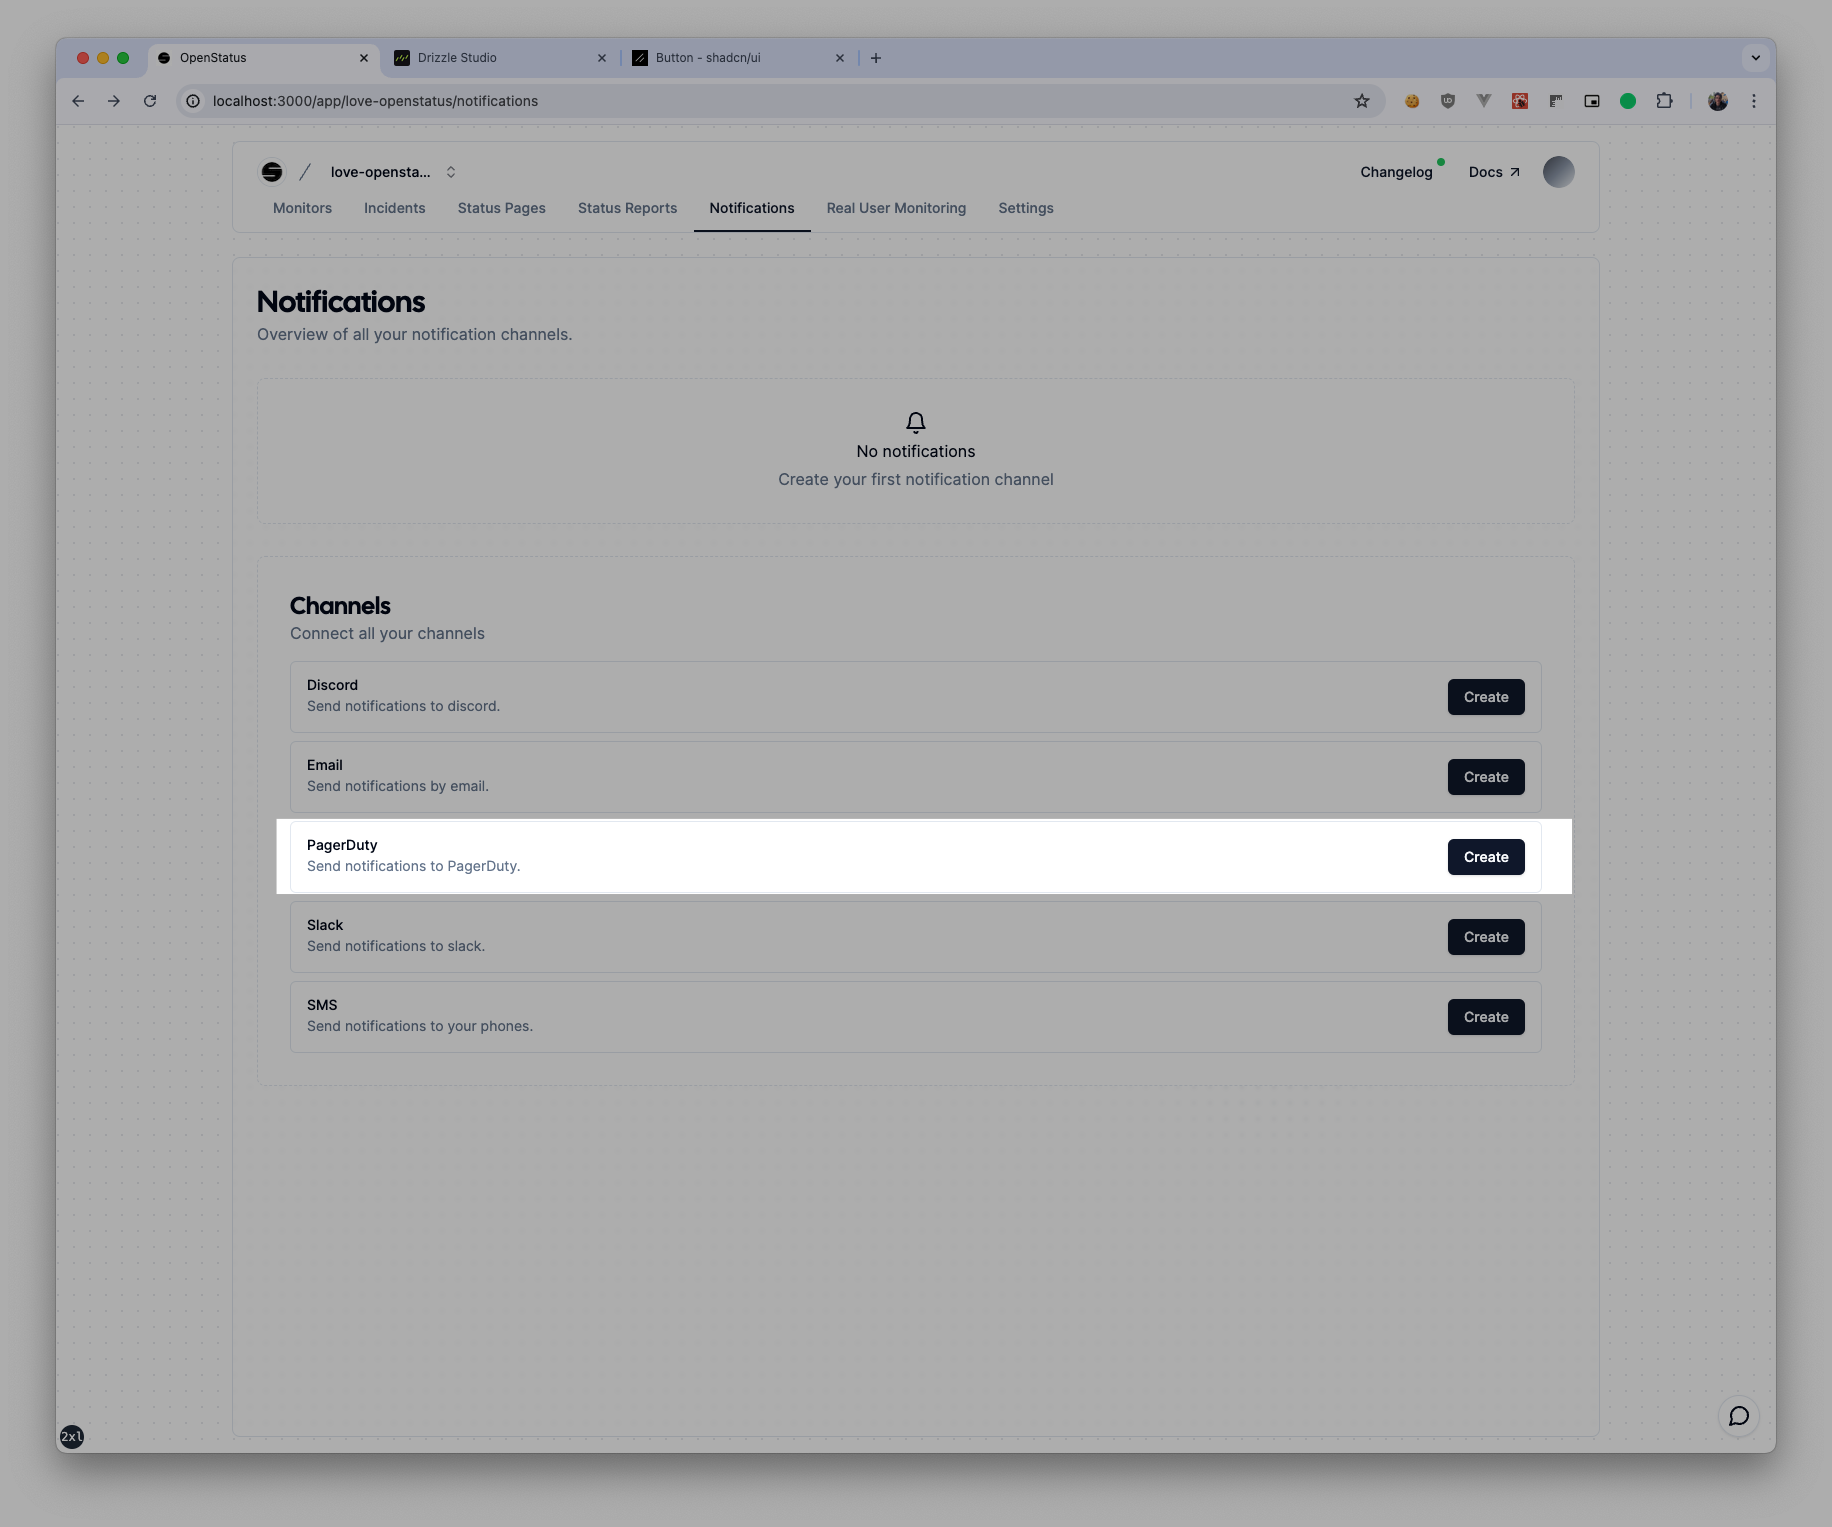 OpenStatus
Drizzle Studio
Button - shadcn/ui
localhost:3000/app/love-openstatus/notifications
love-opensta...
Changelog
Docs
Monitors
Incidents
Status Pages
Status Reports
Notifications
Real User Monitoring
Settings
Notifications
Overview of all your notification channels.
No notifications
Create your first notification channel
Channels
Connect all your channels
Discord
Send notifications to discord.
Create
Email
Send notifications by email.
Create
PagerDuty
Send notifications to PagerDuty.
Create
Slack
Send notifications to slack.
Create
SMS
Send notifications to your phones.
Create
2xl